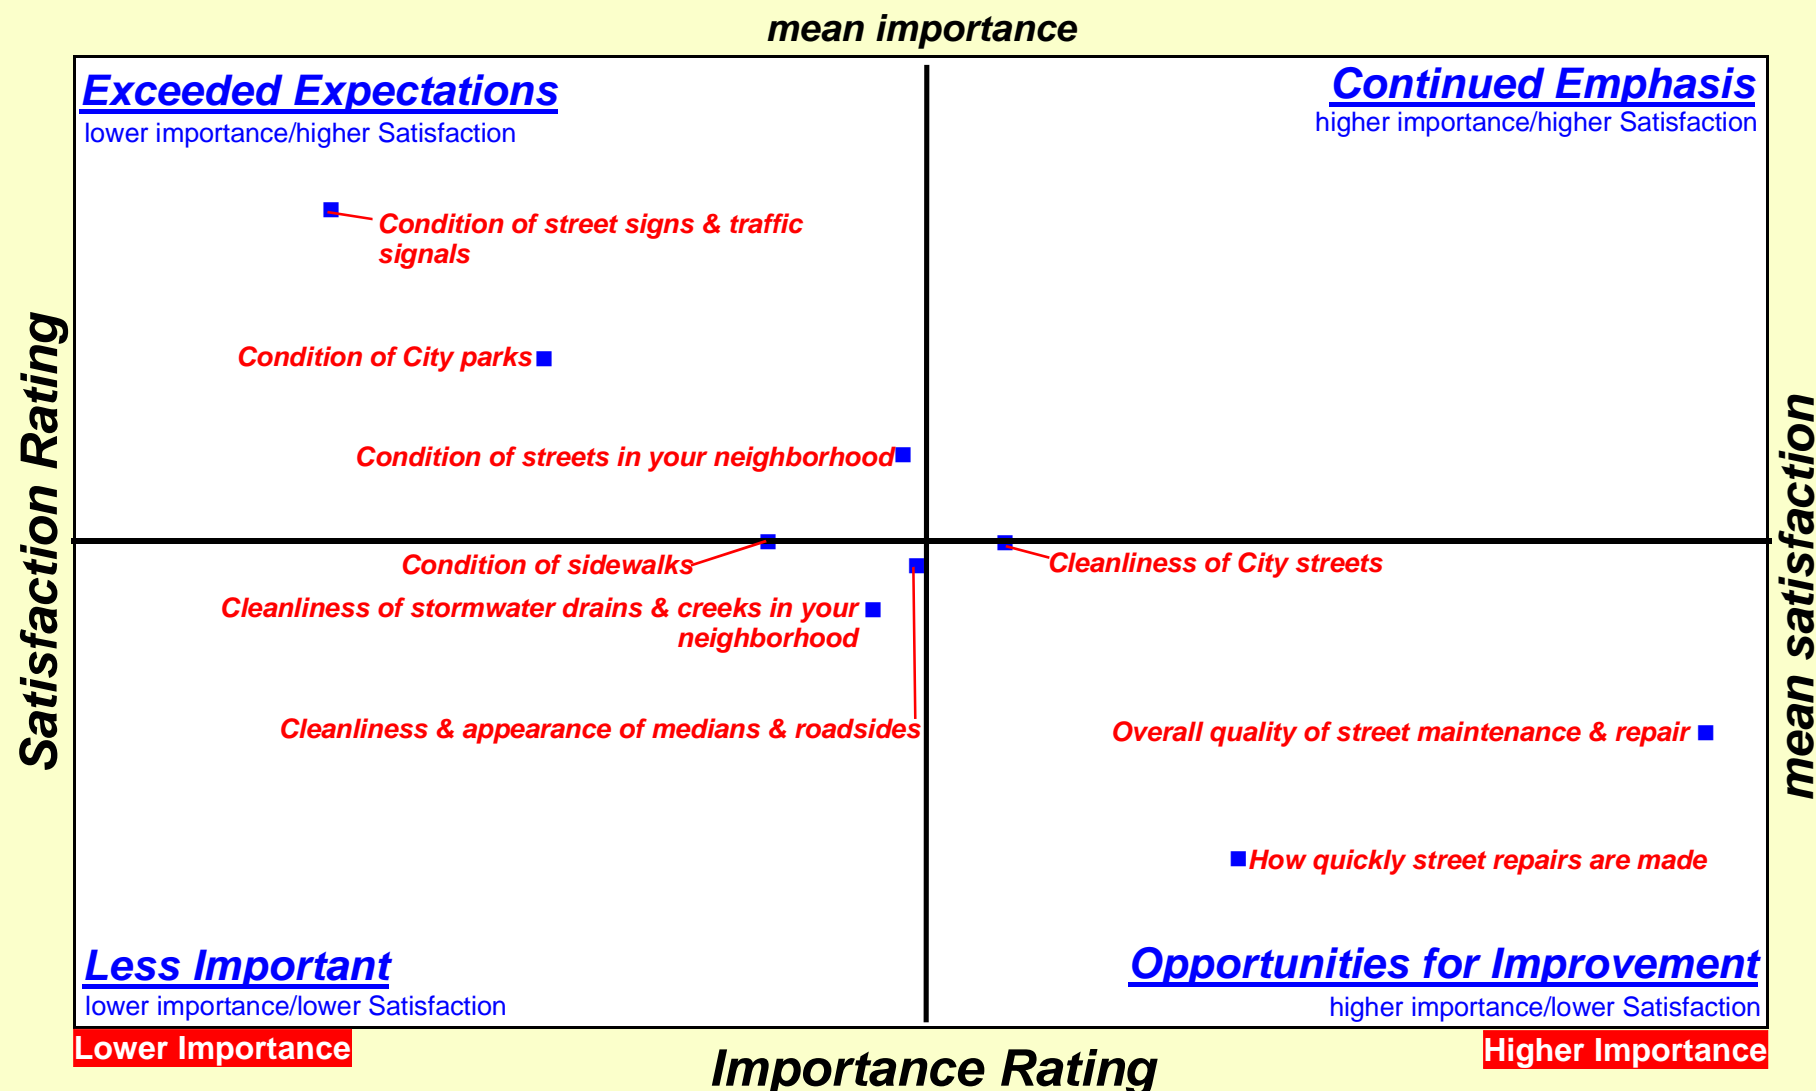 mean importance
Exceeded Expectations
lower importance/higher Satisfaction
Continued Emphasis
higher importance/higher Satisfaction
Condition of street signs & traffic
signals
Condition of City parks
Condition of streets in your neighborhood
Satisfaction Rating
mean satisfaction
Condition of sidewalks
Cleanliness of City streets
Cleanliness of stormwater drains & creeks in your
neighborhood
Cleanliness & appearance of medians & roadsides
Overall quality of street maintenance & repair
How quickly street repairs are made
Less Important
lower importance/lower Satisfaction
Opportunities for Improvement
higher importance/lower Satisfaction
Lower Importance
Importance Rating
Higher Importance